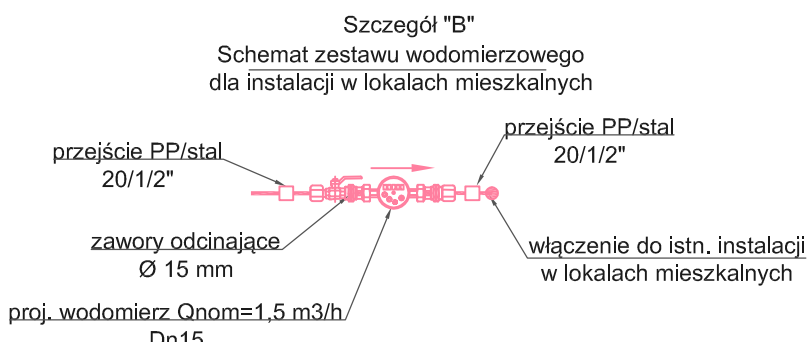 Szczegół "B"
Schemat zestawu wodomierzowego
dla instalacji w lokalach mieszkalnych
przejście PP/stal
20/1/2"
przejście PP/stal
20/1/2"
zawory odcinające
Ø 15 mm
włączenie do istn. instalacji
w lokalach mieszkalnych
proj. wodomierz Qnom=1,5 m3/h
Dn15